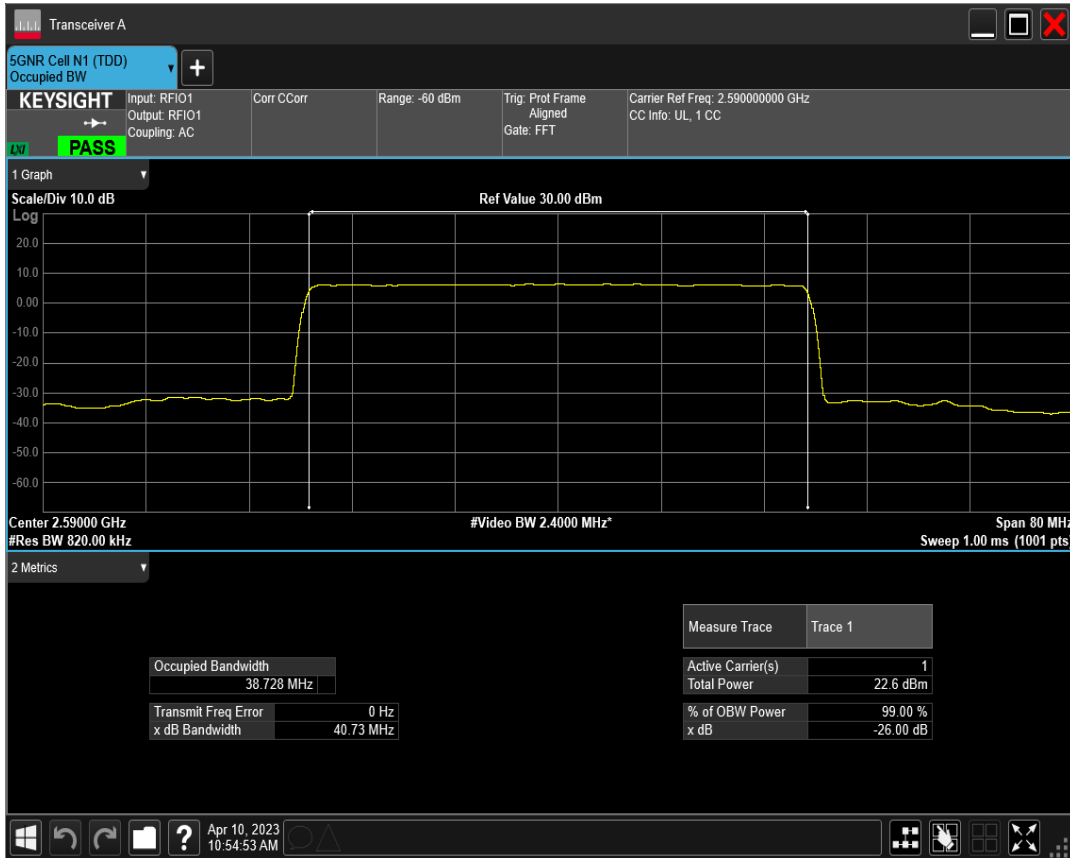 Transceiver A
5GNR Cell N1 (TDD)
Occupied BW
+
KEYSIGHT
LXI
PASS
Input: RFIO1
Output: RFIO1
Coupling: AC
Corr CCorr
Range: -60 dBm
Trig: Prot Frame
Aligned
Gate: FFT
Carrier Ref Freq: 2.590000000 GHz
CC Info: UL, 1 CC
1 Graph
Scale/Div 10.0 dB
Ref Value 30.00 dBm
Log
20.0
10.0
0.00
-10.0
-20.0
-30.0
-40.0
-50.0
-60.0
Center 2.59000 GHz
#Video BW 2.4000 MHz*
Span 80 MHz
#Res BW 820.00 kHz
Sweep 1.00 ms (1001 pts)
2 Metrics
Measure Trace Trace 1
Occupied Bandwidth
38.728 MHz
Active Carrier(s) 1
Total Power 22.6 dBm
Transmit Freq Error 0 Hz
x dB Bandwidth 40.73 MHz
% of OBW Power 99.00 %
x dB -26.00 dB
?
Apr 10, 2023
10:54:53 AM